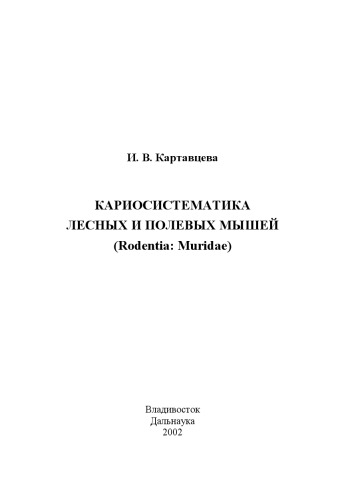 И. В. Картавцева
КАРИОСИСТЕМАТИКА
ЛЕСНЫХ И ПОЛЕВЫХ МЫШЕЙ
(Rodentia: Muridae)
Владивосток
Дальнаука
2002